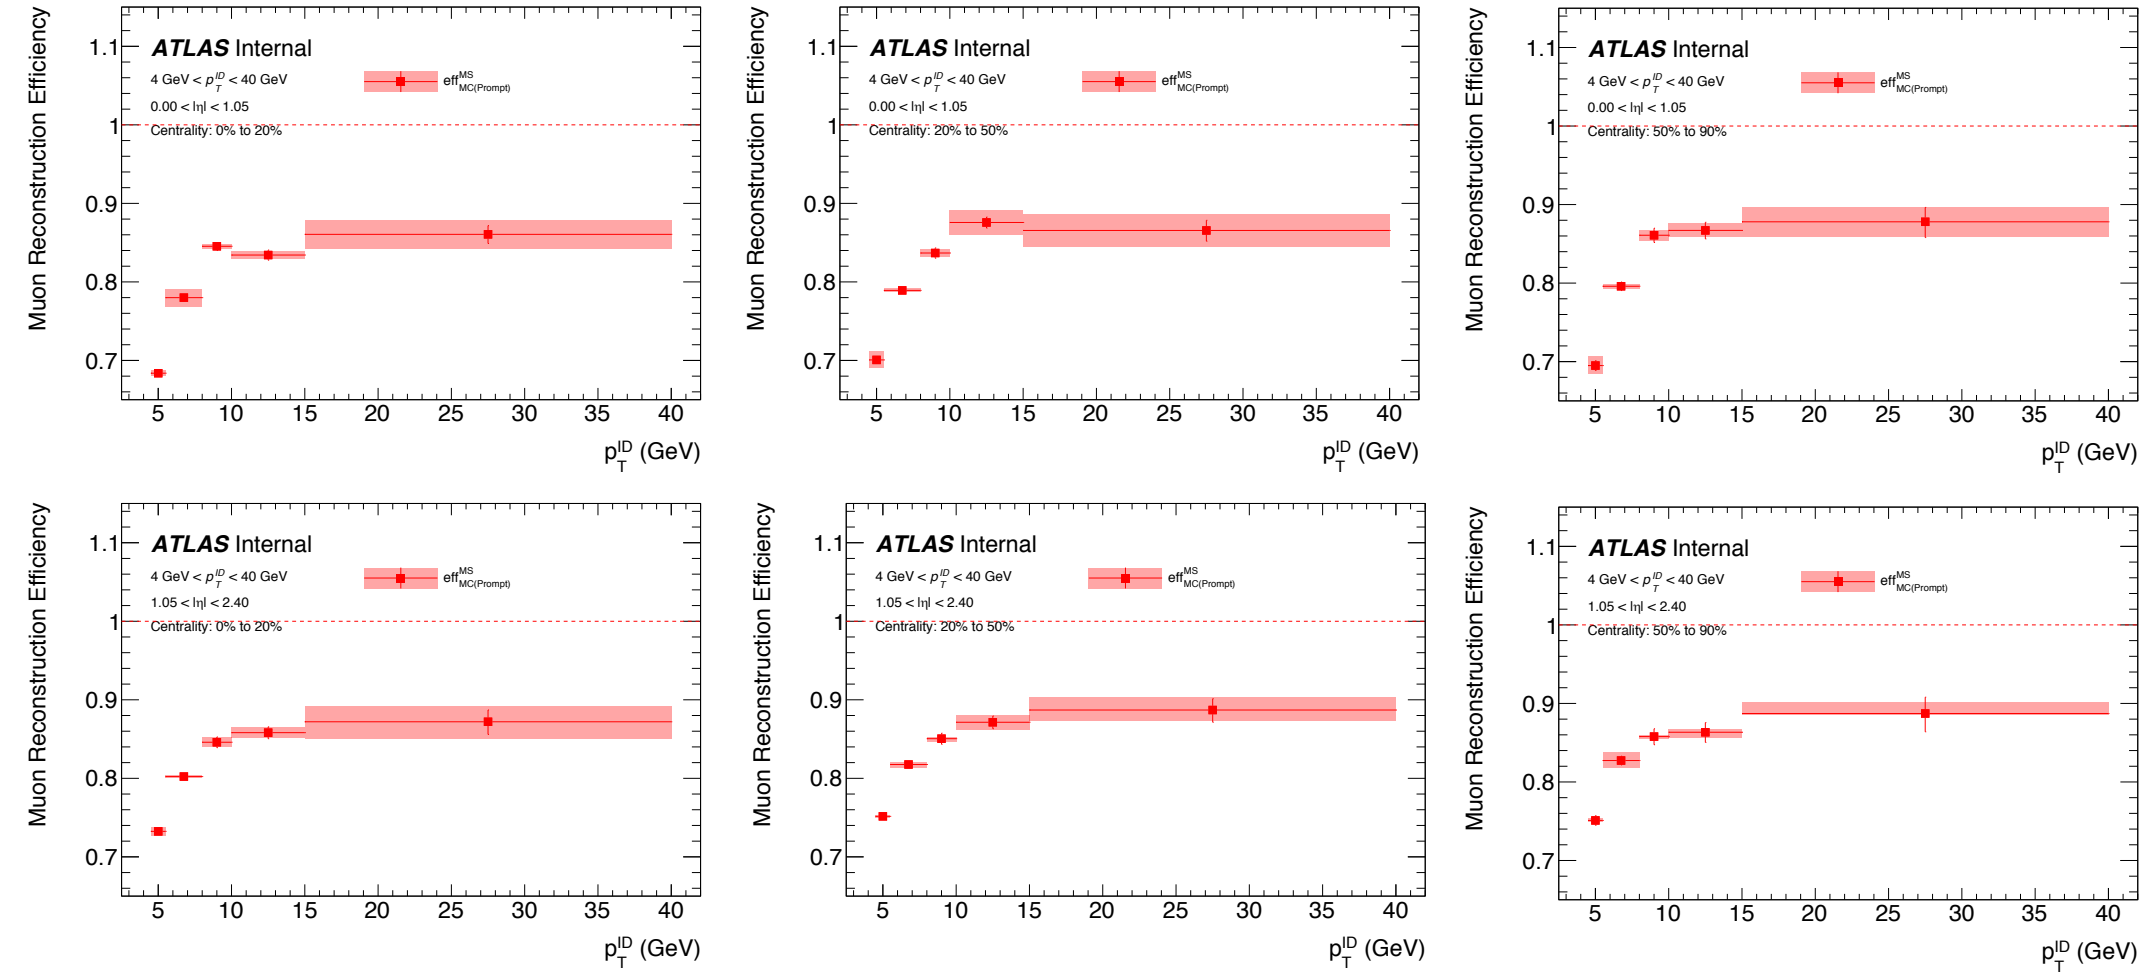 Muon Reconstruction Efficiency
1.1
1
0.9
0.8
0.7
ATLAS Internal
4 GeV < p_T^ID < 40 GeV
0.00 < |η| < 1.05
Centrality: 0% to 20%
eff^MS_MC(Prompt)
5 10 15 20 25 30 35 40
p_T^ID (GeV)
Muon Reconstruction Efficiency
1.1
1
0.9
0.8
0.7
ATLAS Internal
4 GeV < p_T^ID < 40 GeV
0.00 < |η| < 1.05
Centrality: 20% to 50%
eff^MS_MC(Prompt)
5 10 15 20 25 30 35 40
p_T^ID (GeV)
Muon Reconstruction Efficiency
1.1
1
0.9
0.8
0.7
ATLAS Internal
4 GeV < p_T^ID < 40 GeV
0.00 < |η| < 1.05
Centrality: 50% to 90%
eff^MS_MC(Prompt)
5 10 15 20 25 30 35 40
p_T^ID (GeV)
Muon Reconstruction Efficiency
1.1
1
0.9
0.8
0.7
ATLAS Internal
4 GeV < p_T^ID < 40 GeV
1.05 < |η| < 2.40
Centrality: 0% to 20%
eff^MS_MC(Prompt)
5 10 15 20 25 30 35 40
p_T^ID (GeV)
Muon Reconstruction Efficiency
1.1
1
0.9
0.8
0.7
ATLAS Internal
4 GeV < p_T^ID < 40 GeV
1.05 < |η| < 2.40
Centrality: 20% to 50%
eff^MS_MC(Prompt)
5 10 15 20 25 30 35 40
p_T^ID (GeV)
Muon Reconstruction Efficiency
1.1
1
0.9
0.8
0.7
ATLAS Internal
4 GeV < p_T^ID < 40 GeV
1.05 < |η| < 2.40
Centrality: 50% to 90%
eff^MS_MC(Prompt)
5 10 15 20 25 30 35 40
p_T^ID (GeV)